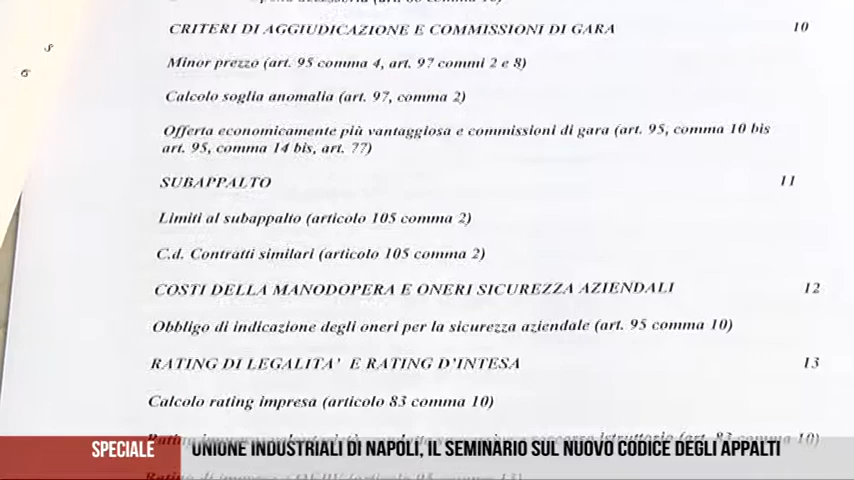 CRITERI DI AGGIUDICAZIONE E COMMISSIONI DI GARA 10
Minor prezzo (art. 95 comma 4, art. 97 commi 2 e 8)
Calcolo soglia anomalia (art. 97, comma 2)
Offerta economicamente più vantaggiosa e commissioni di gara (art. 95, comma 10 bis
art. 95, comma 14 bis, art. 77)
SUBAPPALTO 11
Limiti al subappalto (articolo 105 comma 2)
C.d. Contratti similari (articolo 105 comma 2)
COSTI DELLA MANODOPERA E ONERI SICUREZZA AZIENDALI 12
Obbligo di indicazione degli oneri per la sicurezza aziendale (art. 95 comma 10)
RATING DI LEGALITA' E RATING D'INTESA 13
Calcolo rating impresa (articolo 83 comma 10)
SPECIALE UNIONE INDUSTRIALI DI NAPOLI, IL SEMINARIO SUL NUOVO CODICE DEGLI APPALTI